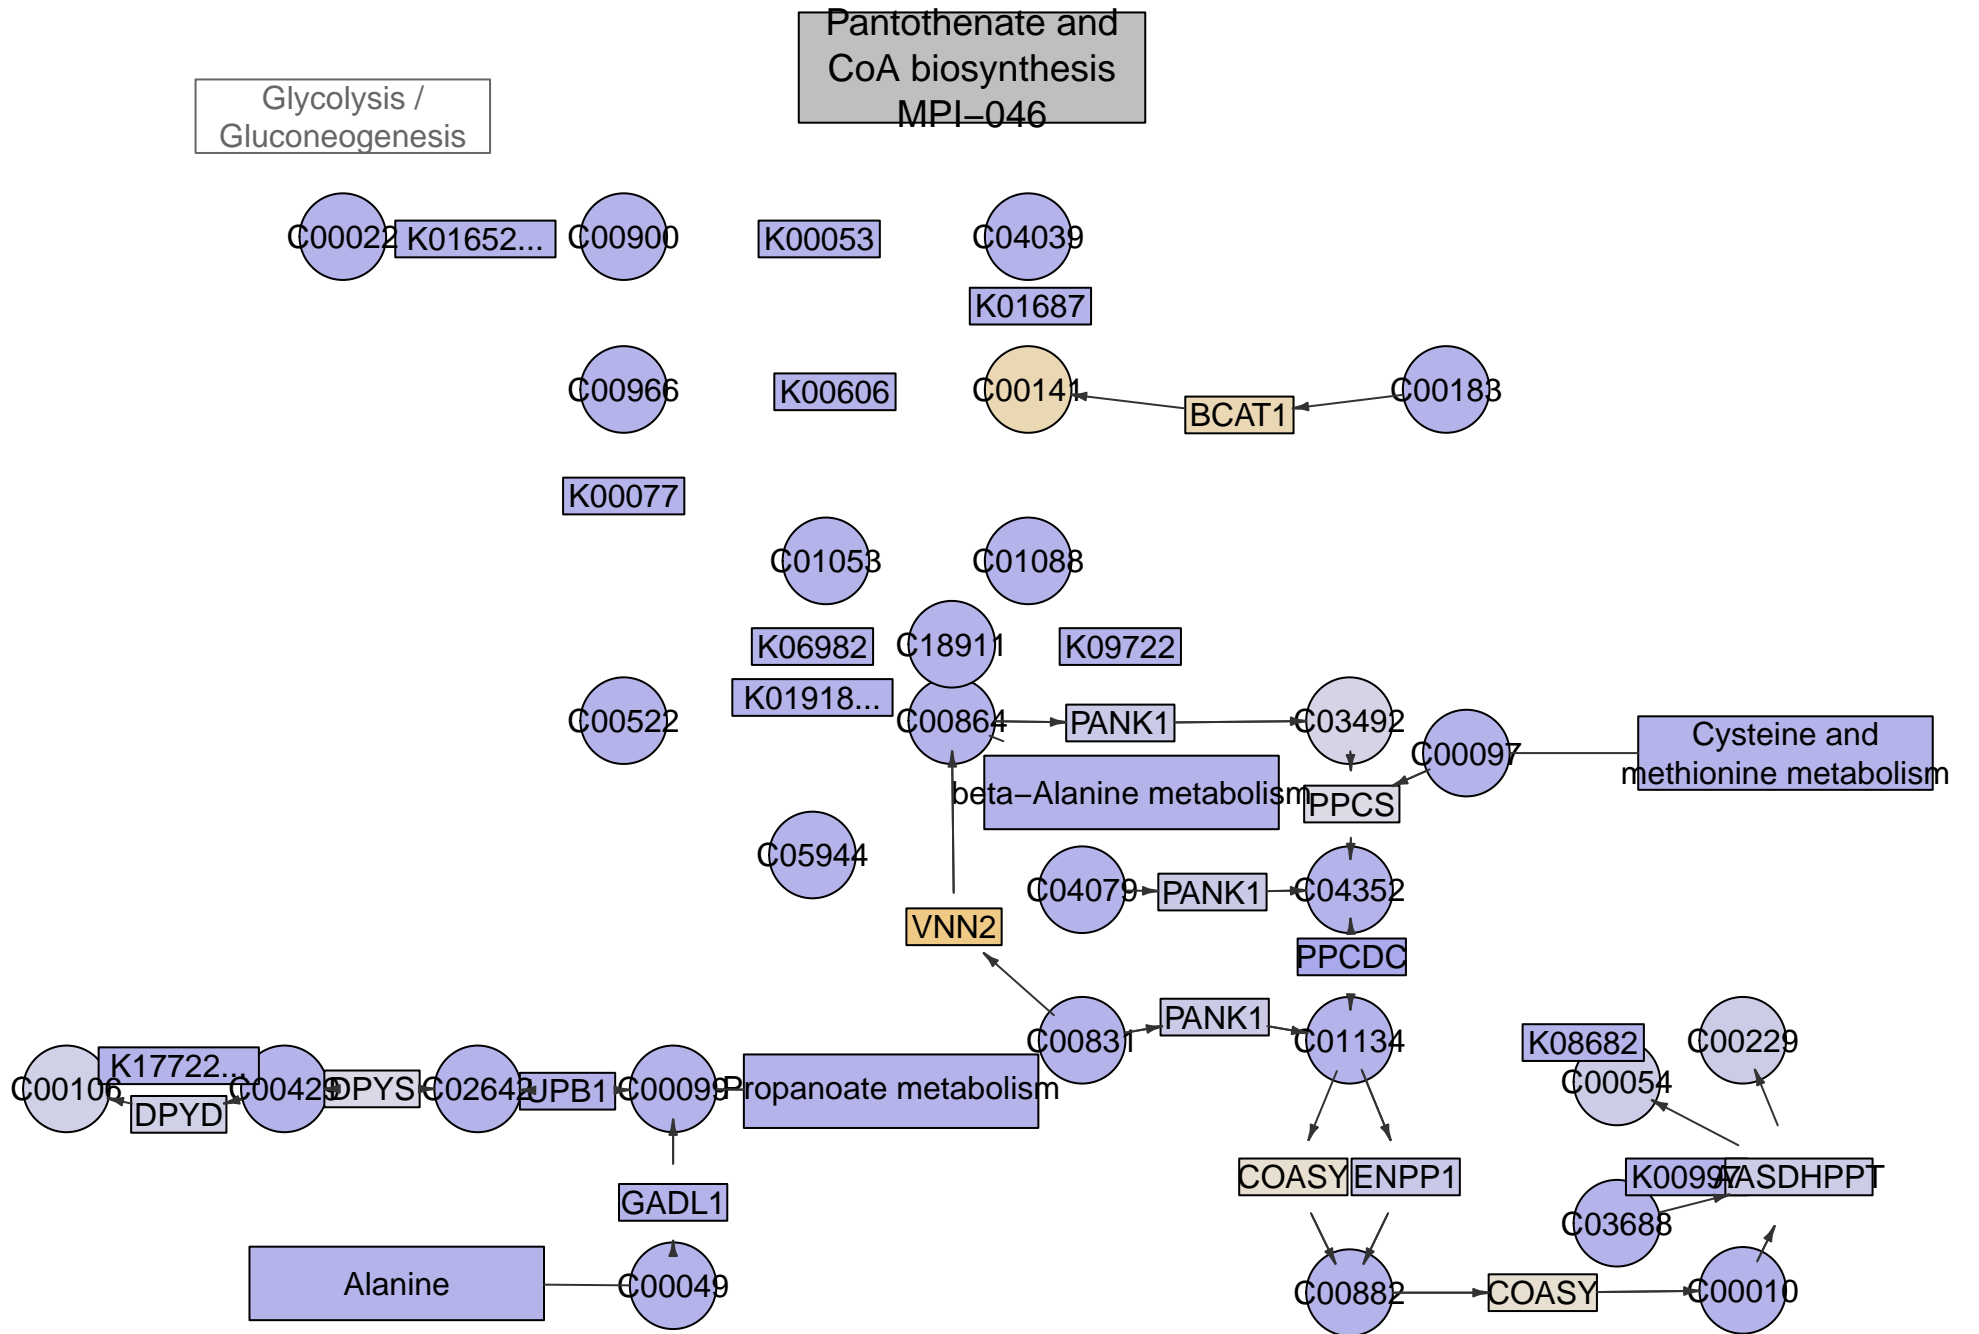 Pantothenate and
CoA biosynthesis
MPI−046
Glycolysis /
Gluconeogenesis
C00022
K01652...
C00900
K00053
C04039
K01687
C00966
K00606
C00141
BCAT1
C00183
K00077
C01053
C01088
K06982
C18911
K09722
K01918...
C00522
C00864
PANK1
C03492
C00097
Cysteine and
methionine metabolism
beta−Alanine metabolism
PPCS
C05944
C04079
PANK1
C04352
VNN2
PPCDC
C00831
PANK1
C01134
K08682
C00229
C00054
C00106
K17722...
DPYD
C00429
DPYS
C02642
UPB1
C00099
Propanoate metabolism
COASY
ENPP1
K00997
AASDHPPT
GADL1
C03688
Alanine
C00049
C00882
COASY
C00010